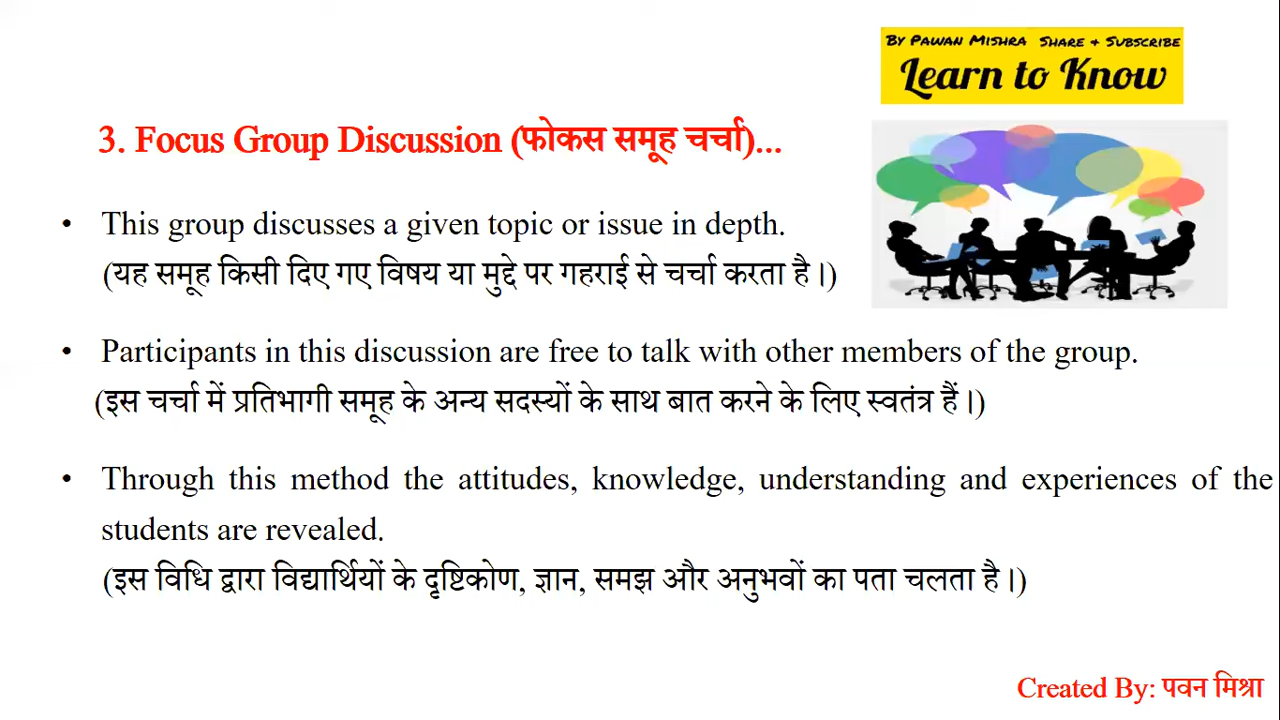 By Pawan Mishra Share + Subscribe
Learn to Know
3. Focus Group Discussion (फोकस समूह चर्चा)...
• This group discusses a given topic or issue in depth.
(यह समूह किसी दिए गए विषय या मुद्दे पर गहराई से चर्चा करता है।)
• Participants in this discussion are free to talk with other members of the group.
(इस चर्चा में प्रतिभागी समूह के अन्य सदस्यों के साथ बात करने के लिए स्वतंत्र हैं।)
• Through this method the attitudes, knowledge, understanding and experiences of the
students are revealed.
(इस विधि द्वारा विद्यार्थियों के दृष्टिकोण, ज्ञान, समझ और अनुभवों का पता चलता है।)
Created By: पवन मिश्रा